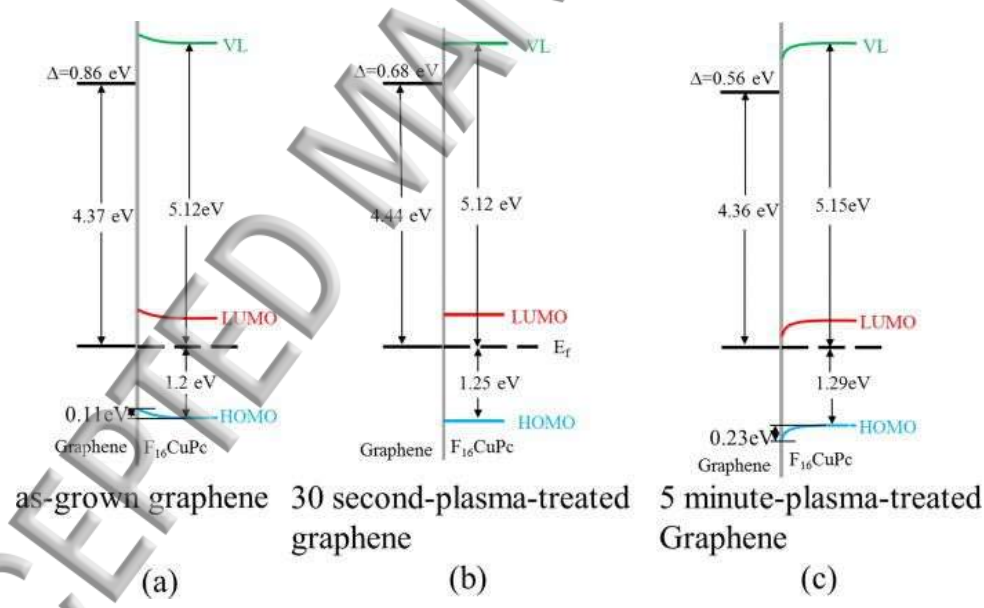 VL
Δ=0.86 eV
4.37 eV
5.12eV
LUMO
1.2 eV
0.11eV
HOMO
Graphene
F₁₆CuPc
as-grown graphene
(a)
VL
Δ=0.68 eV
4.44 eV
5.12 eV
LUMO
E_f
1.25 eV
HOMO
Graphene
F₁₆CuPc
30 second-plasma-treated
graphene
(b)
VL
Δ=0.56 eV
4.36 eV
5.15eV
LUMO
1.29eV
HOMO
0.23eV
Graphene
F₁₆CuPc
5 minute-plasma-treated
Graphene
(c)